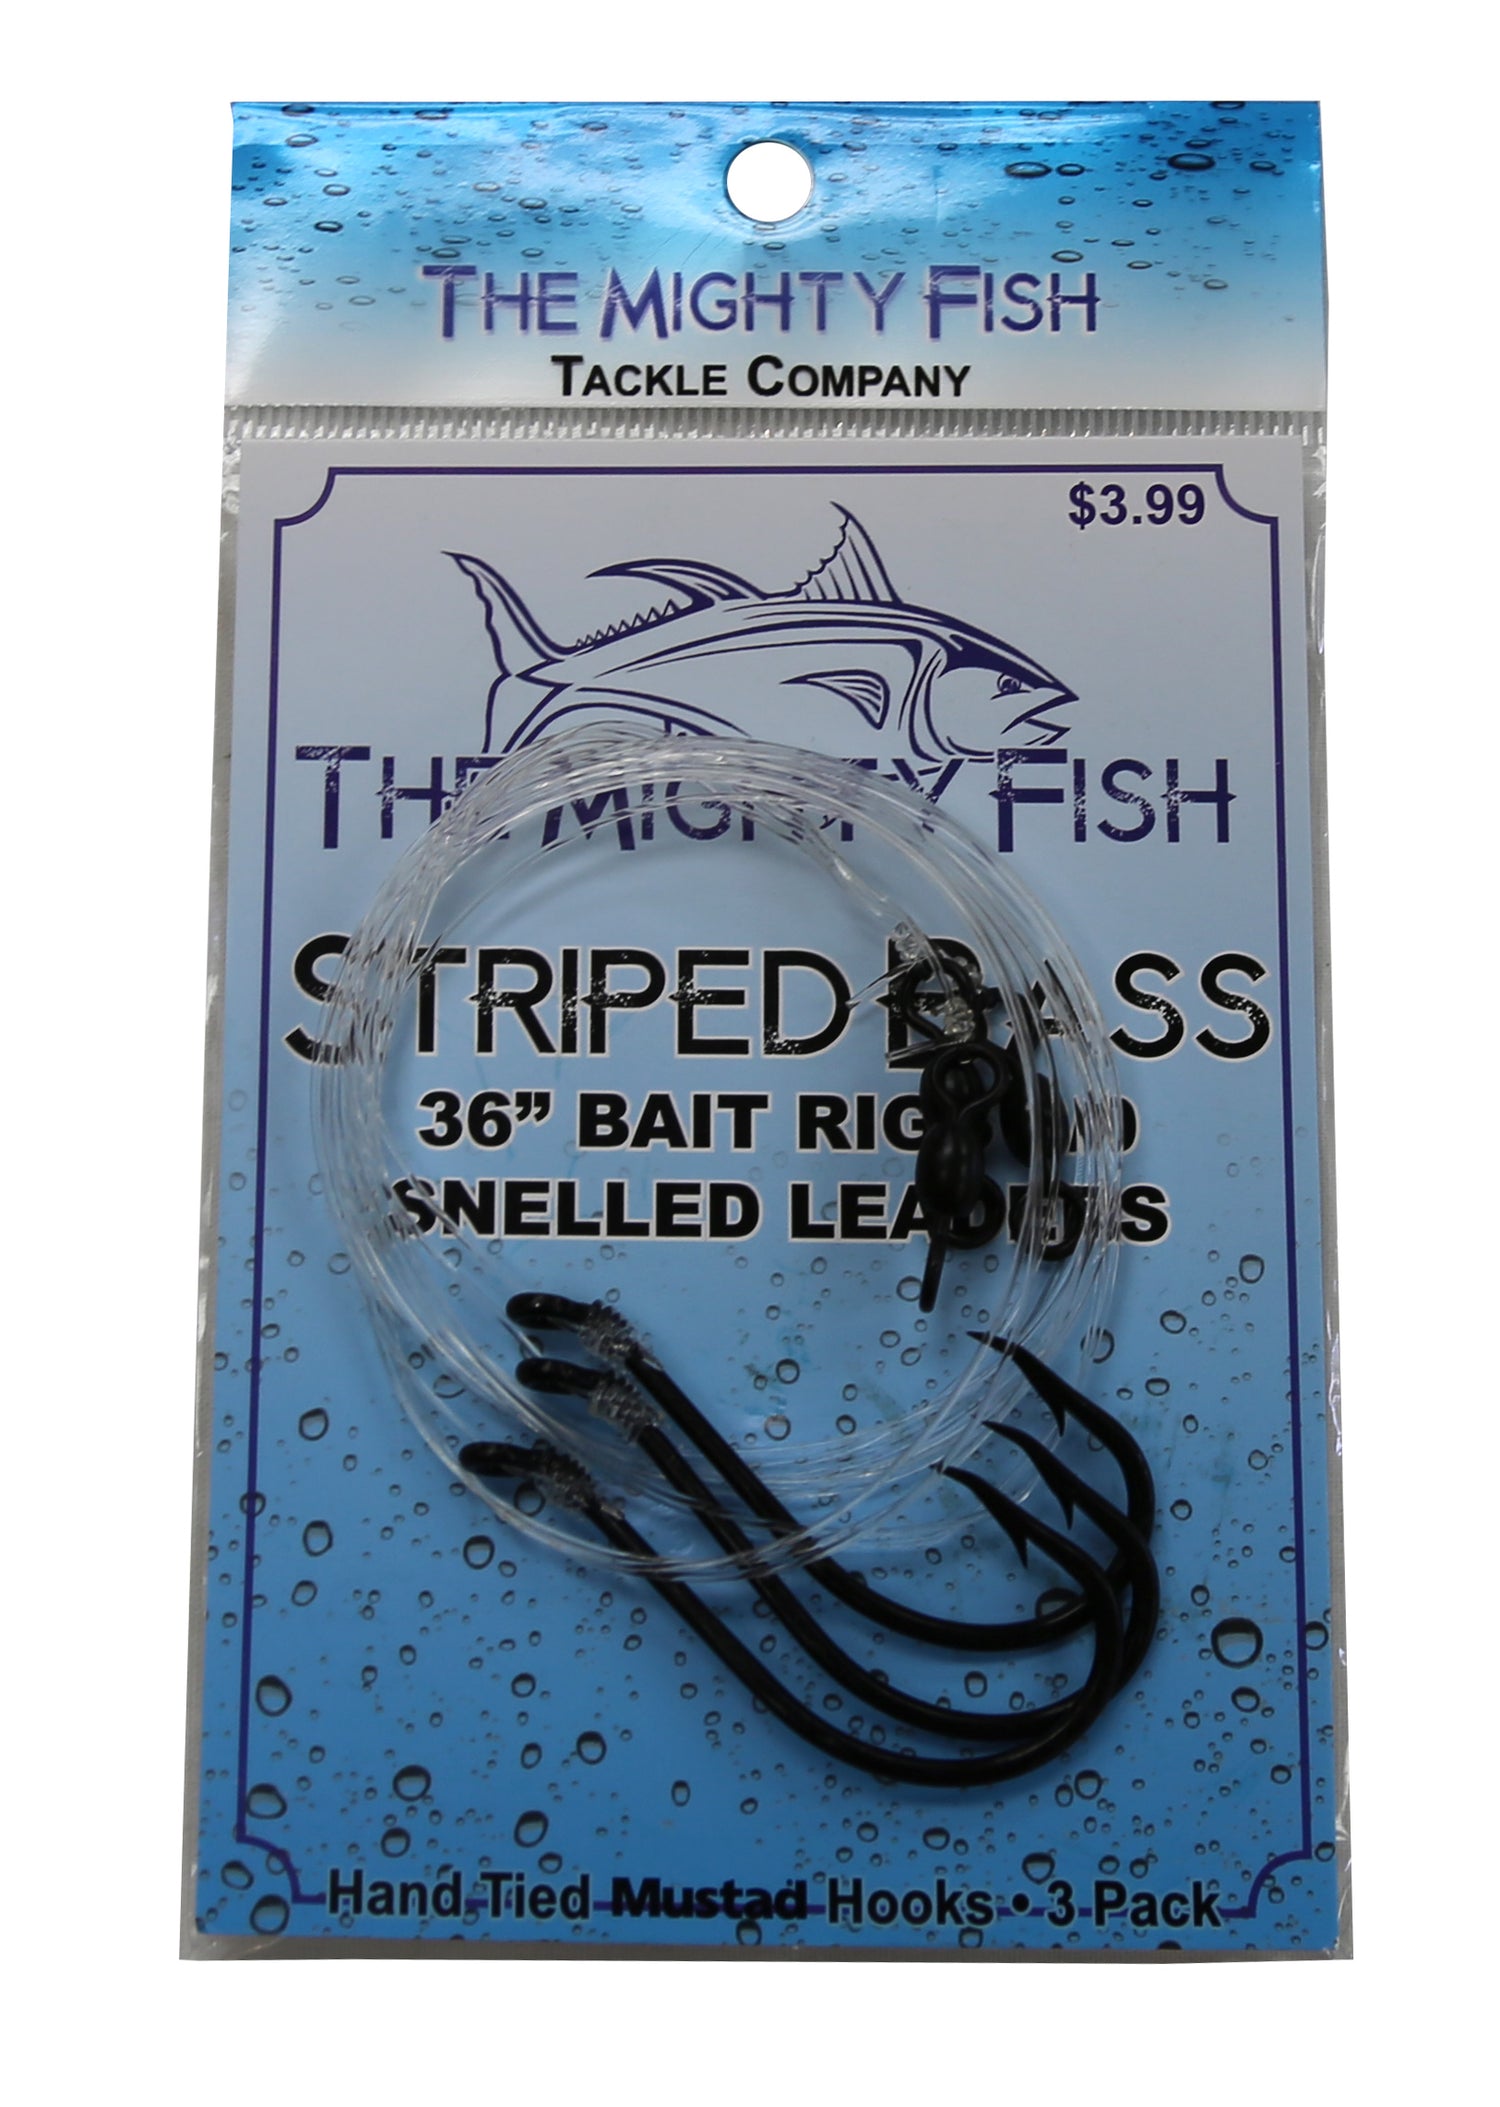 THE MIGHTY FISH
TACKLE COMPANY
$3.99
THE MIGHTY FISH
STRIPED BASS
36” BAIT RIG
SNELLED LEADERS
Hand Tied Mustad Hooks • 3 Pack